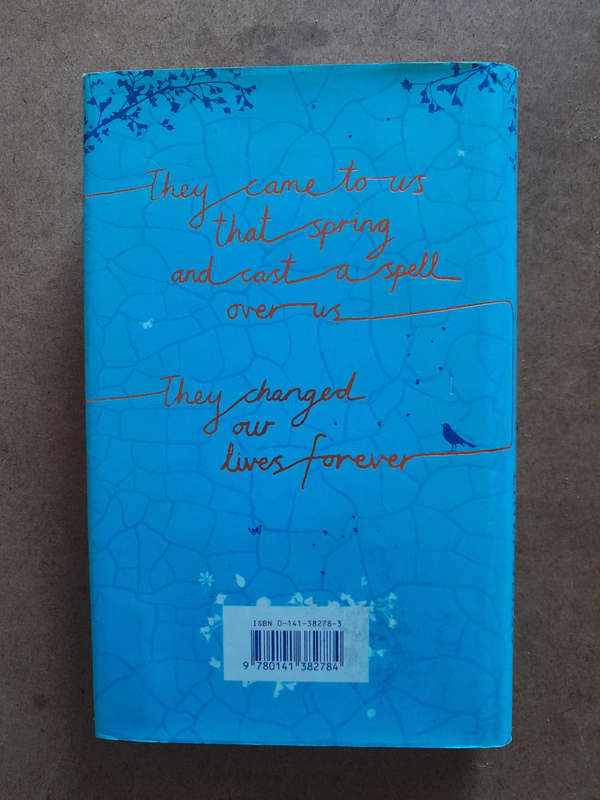 They came to us
that spring
and cast a spell
over us
They changed
our
lives forever
ISBN 0-141-38278-3
9 780141 382784